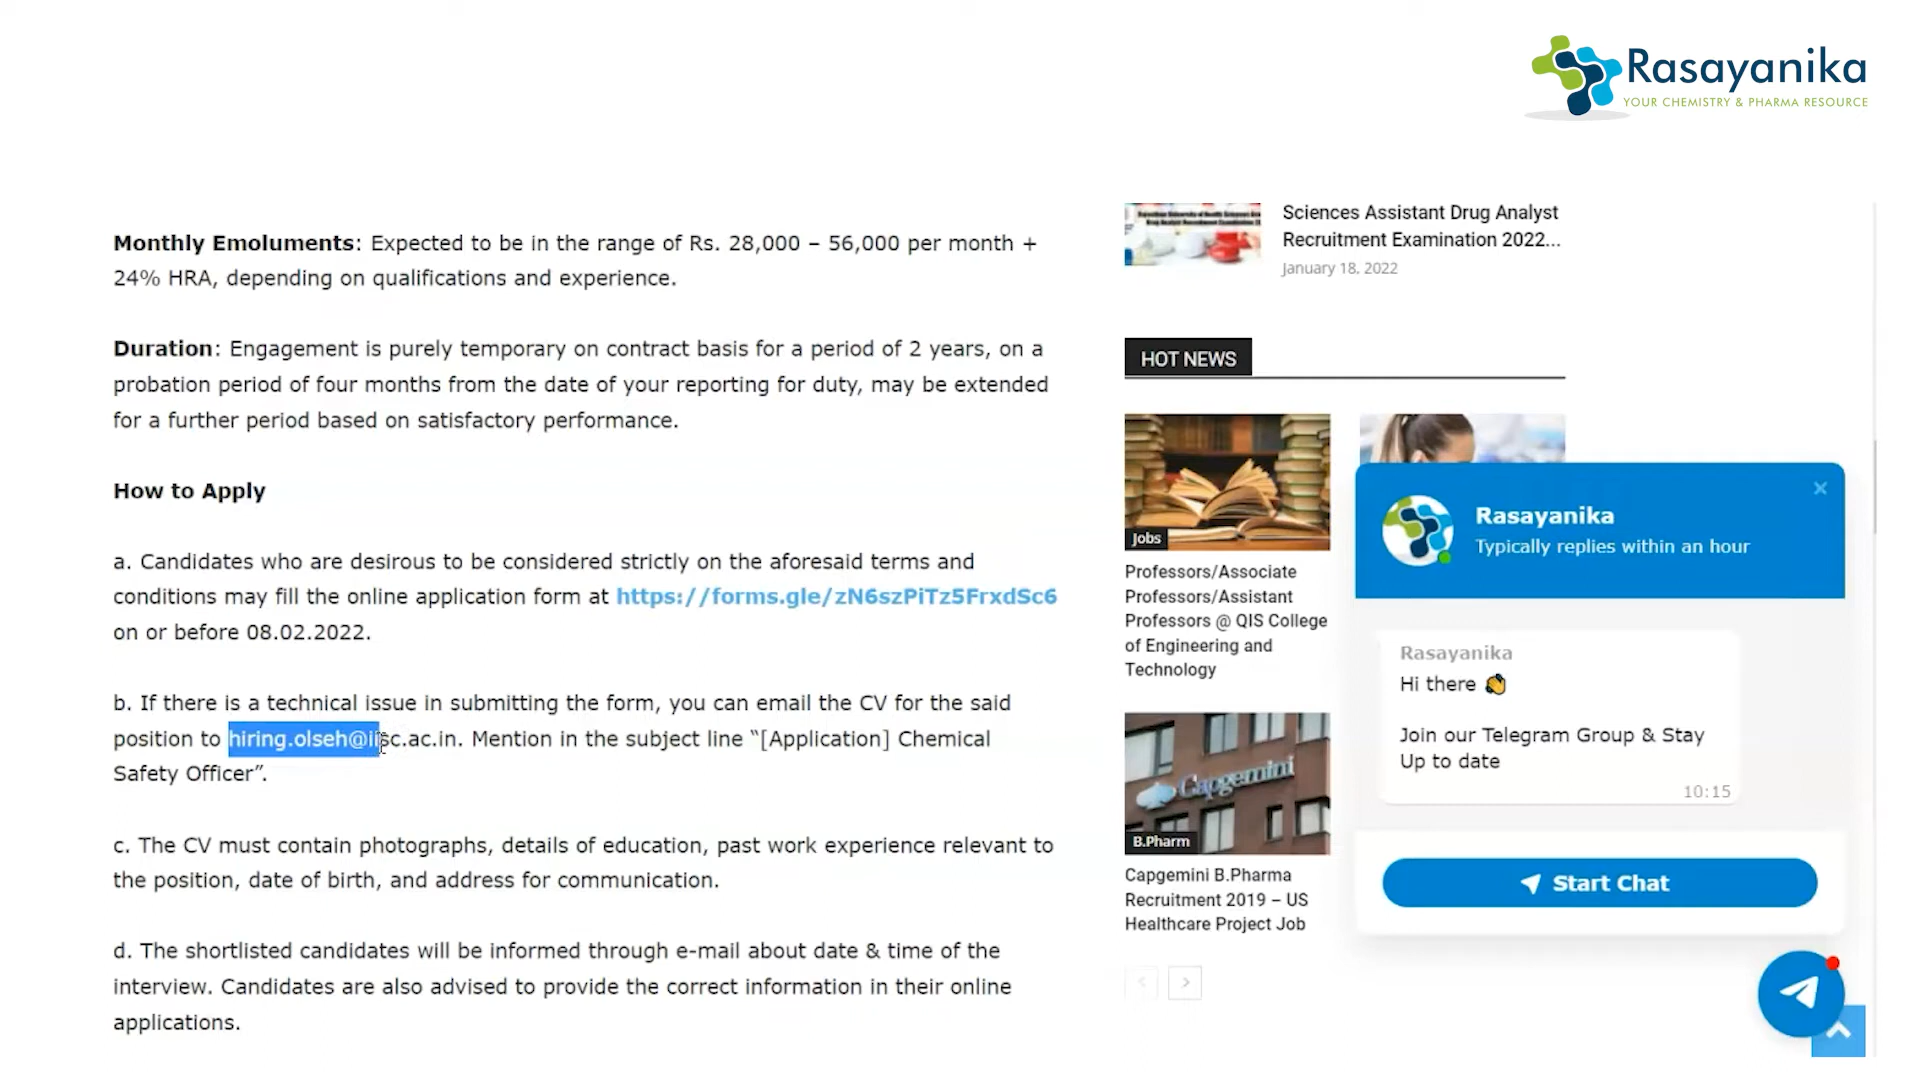 Rasayanika
YOUR CHEMISTRY & PHARMA RESOURCE
Monthly Emoluments: Expected to be in the range of Rs. 28,000 – 56,000 per month +
24% HRA, depending on qualifications and experience.
Duration: Engagement is purely temporary on contract basis for a period of 2 years, on a
probation period of four months from the date of your reporting for duty, may be extended
for a further period based on satisfactory performance.
How to Apply
a. Candidates who are desirous to be considered strictly on the aforesaid terms and
conditions may fill the online application form at https://forms.gle/zN6szPiTz5FrxdSc6
on or before 08.02.2022.
b. If there is a technical issue in submitting the form, you can email the CV for the said
position to hiring.olseh@iisc.ac.in. Mention in the subject line “[Application] Chemical
Safety Officer”.
c. The CV must contain photographs, details of education, past work experience relevant to
the position, date of birth, and address for communication.
d. The shortlisted candidates will be informed through e-mail about date & time of the
interview. Candidates are also advised to provide the correct information in their online
applications.
Sciences Assistant Drug Analyst
Recruitment Examination 2022...
January 18, 2022
HOT NEWS
Jobs
Professors/Associate
Professors/Assistant
Professors @ QIS College
of Engineering and
Technology
Capgemini
B.Pharm
Capgemini B.Pharma
Recruitment 2019 – US
Healthcare Project Job
Rasayanika
Typically replies within an hour
Rasayanika
Hi there 👋
Join our Telegram Group & Stay
Up to date
10:15
Start Chat